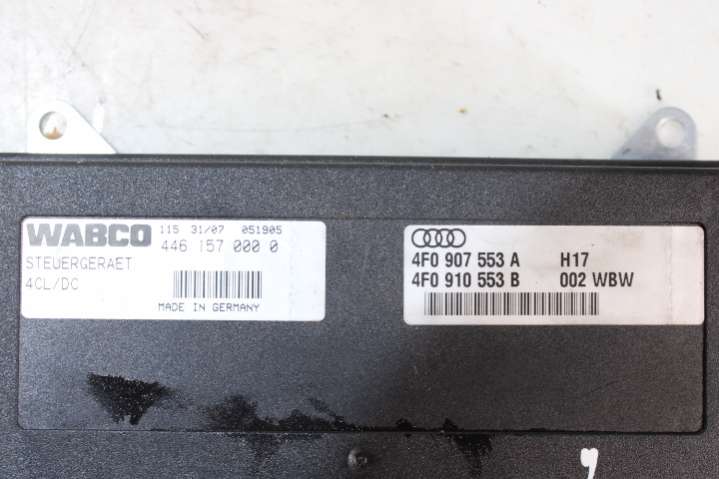 WABCO 115 31/07 051905
446 157 000 0
STEUERGERAET
4CL/DC
MADE IN GERMANY
4F0 907 553 A H17
4F0 910 553 B 002 WBW